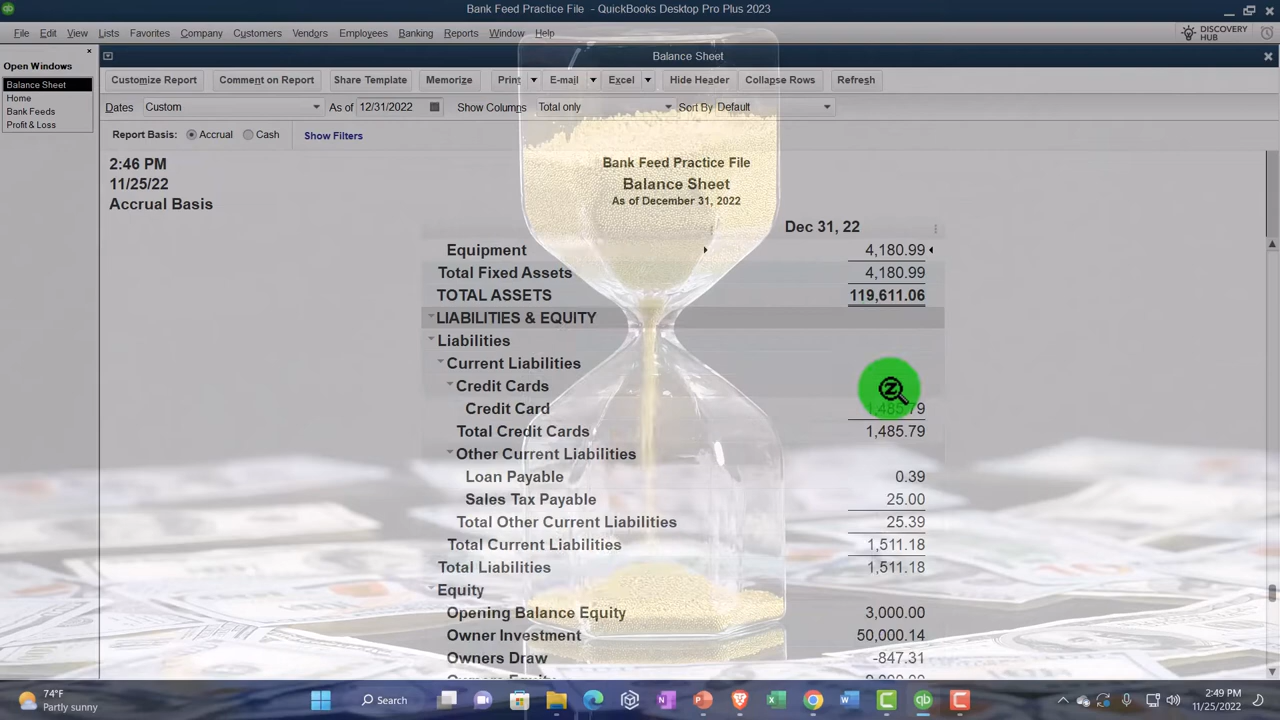 Bank Feed Practice File - QuickBooks Desktop Pro Plus 2023
File Edit View Lists Favorites Company Customers Vendors Employees Banking Reports Window Help
DISCOVERY HUB
Open Windows
Balance Sheet
Home
Bank Feeds
Profit & Loss
Balance Sheet
Customize Report Comment on Report Share Template Memorize Print E-mail Excel Hide Header Collapse Rows Refresh
Dates Custom As of 12/31/2022 Show Columns Total only Sort By Default
Report Basis: Accrual Cash Show Filters
2:46 PM
11/25/22
Accrual Basis
Bank Feed Practice File
Balance Sheet
As of December 31, 2022
Dec 31, 22
Equipment 4,180.99
Total Fixed Assets 4,180.99
TOTAL ASSETS 119,611.06
LIABILITIES & EQUITY
Liabilities
Current Liabilities
Credit Cards
Credit Card 1,485.79
Total Credit Cards 1,485.79
Other Current Liabilities
Loan Payable 0.39
Sales Tax Payable 25.00
Total Other Current Liabilities 25.39
Total Current Liabilities 1,511.18
Total Liabilities 1,511.18
Equity
Opening Balance Equity 3,000.00
Owner Investment 50,000.14
Owners Draw -847.31
74°F
Partly sunny
Search
2:49 PM
11/25/2022